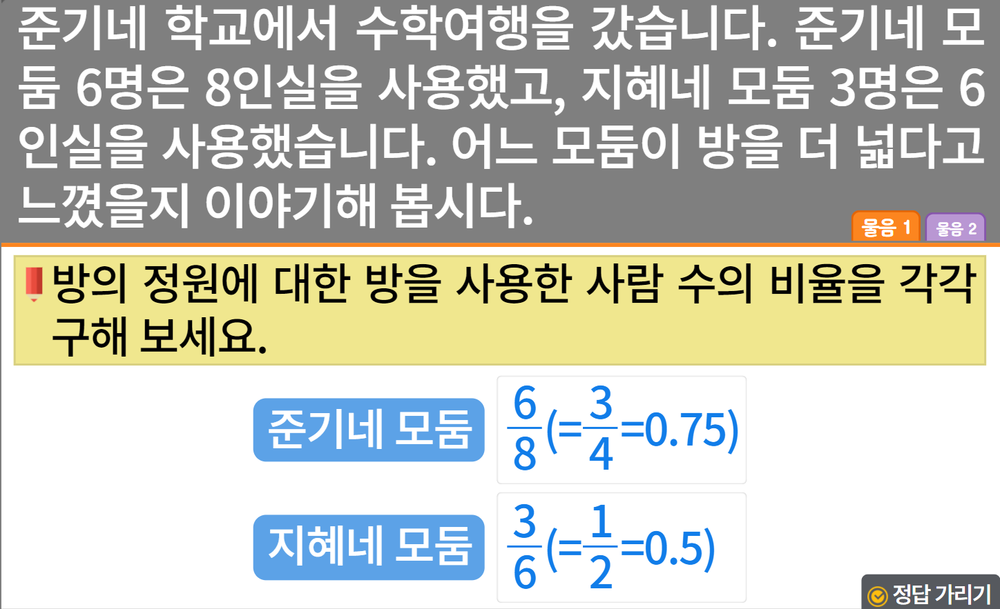 준기네 학교에서 수학여행을 갔습니다. 준기네 모
둠 6명은 8인실을 사용했고, 지혜네 모둠 3명은 6
인실을 사용했습니다. 어느 모둠이 방을 더 넓다고
느꼈을지 이야기해 봅시다.
물음 1 물음 2
방의 정원에 대한 방을 사용한 사람 수의 비율을 각각
구해 보세요.
준기네 모둠 6/8(=3/4=0.75)
지혜네 모둠 3/6(=1/2=0.5)
정답 가리기